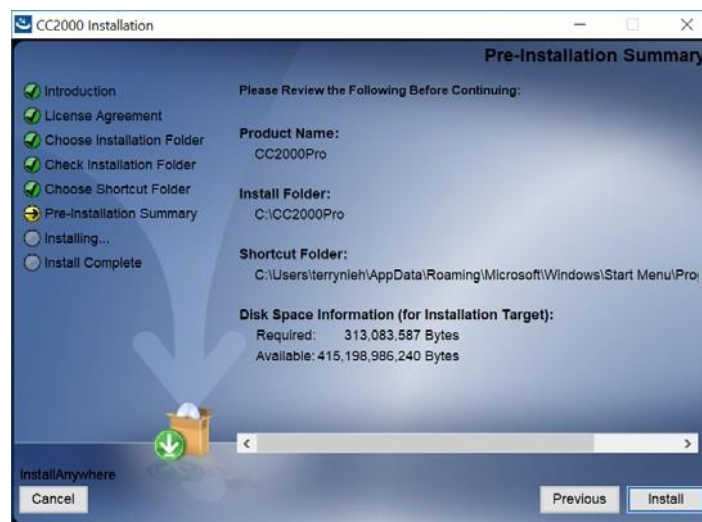 CC2000 Installation
Pre-Installation Summary
Introduction
License Agreement
Choose Installation Folder
Check Installation Folder
Choose Shortcut Folder
Pre-Installation Summary
Installing...
Install Complete
Please Review the Following Before Continuing:
Product Name:
CC2000Pro
Install Folder:
C:\CC2000Pro
Shortcut Folder:
C:\Users\terrynieh\AppData\Roaming\Microsoft\Windows\Start Menu\Pro
Disk Space Information (for Installation Target):
Required: 313,083,587 Bytes
Available: 415,198,986,240 Bytes
InstallAnywhere
Cancel
Previous
Install